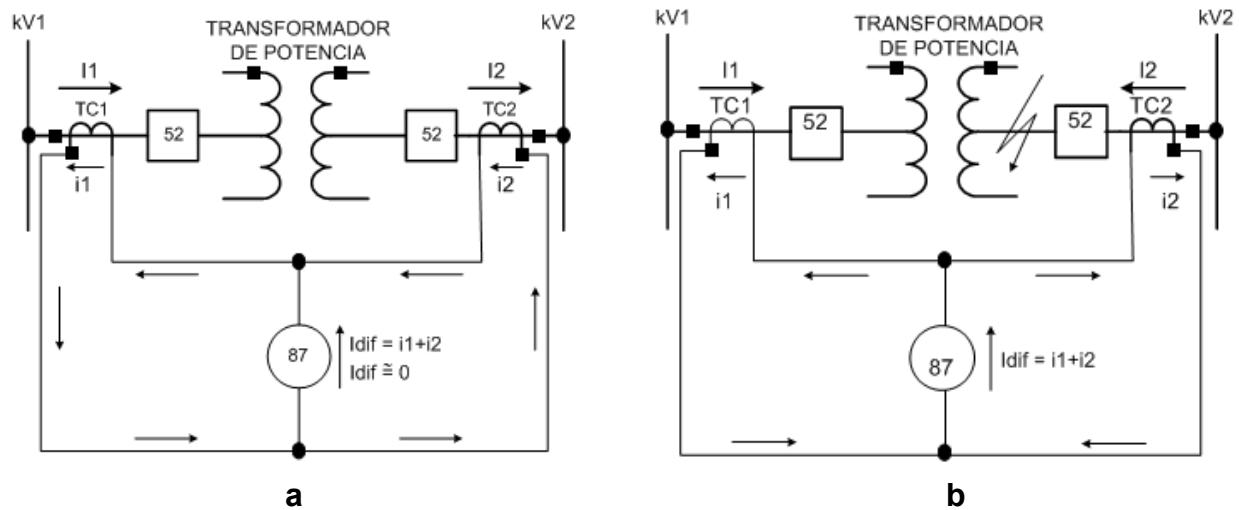 kV1
TRANSFORMADOR
DE POTENCIA
kV2
I1
I2
TC1
TC2
52
52
i1
i2
87
Idif = i1+i2
Idif ≅ 0
a
kV1
TRANSFORMADOR
DE POTENCIA
kV2
I1
I2
TC1
TC2
52
52
i1
i2
87
Idif = i1+i2
b